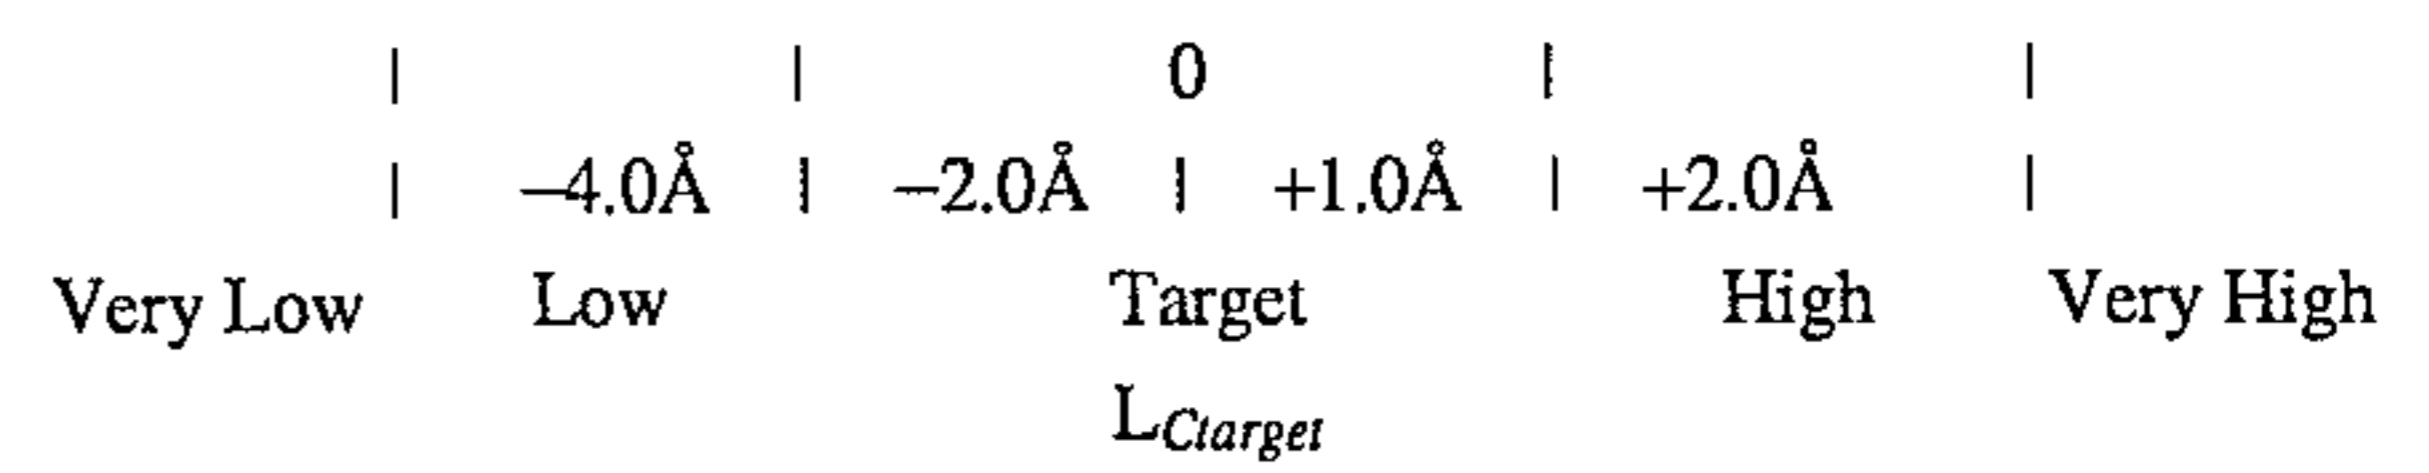 | | 0 | |
| –4.0Å | –2.0Å | +1.0Å | +2.0Å |
Very Low Low Target High Very High
L_Ctarget